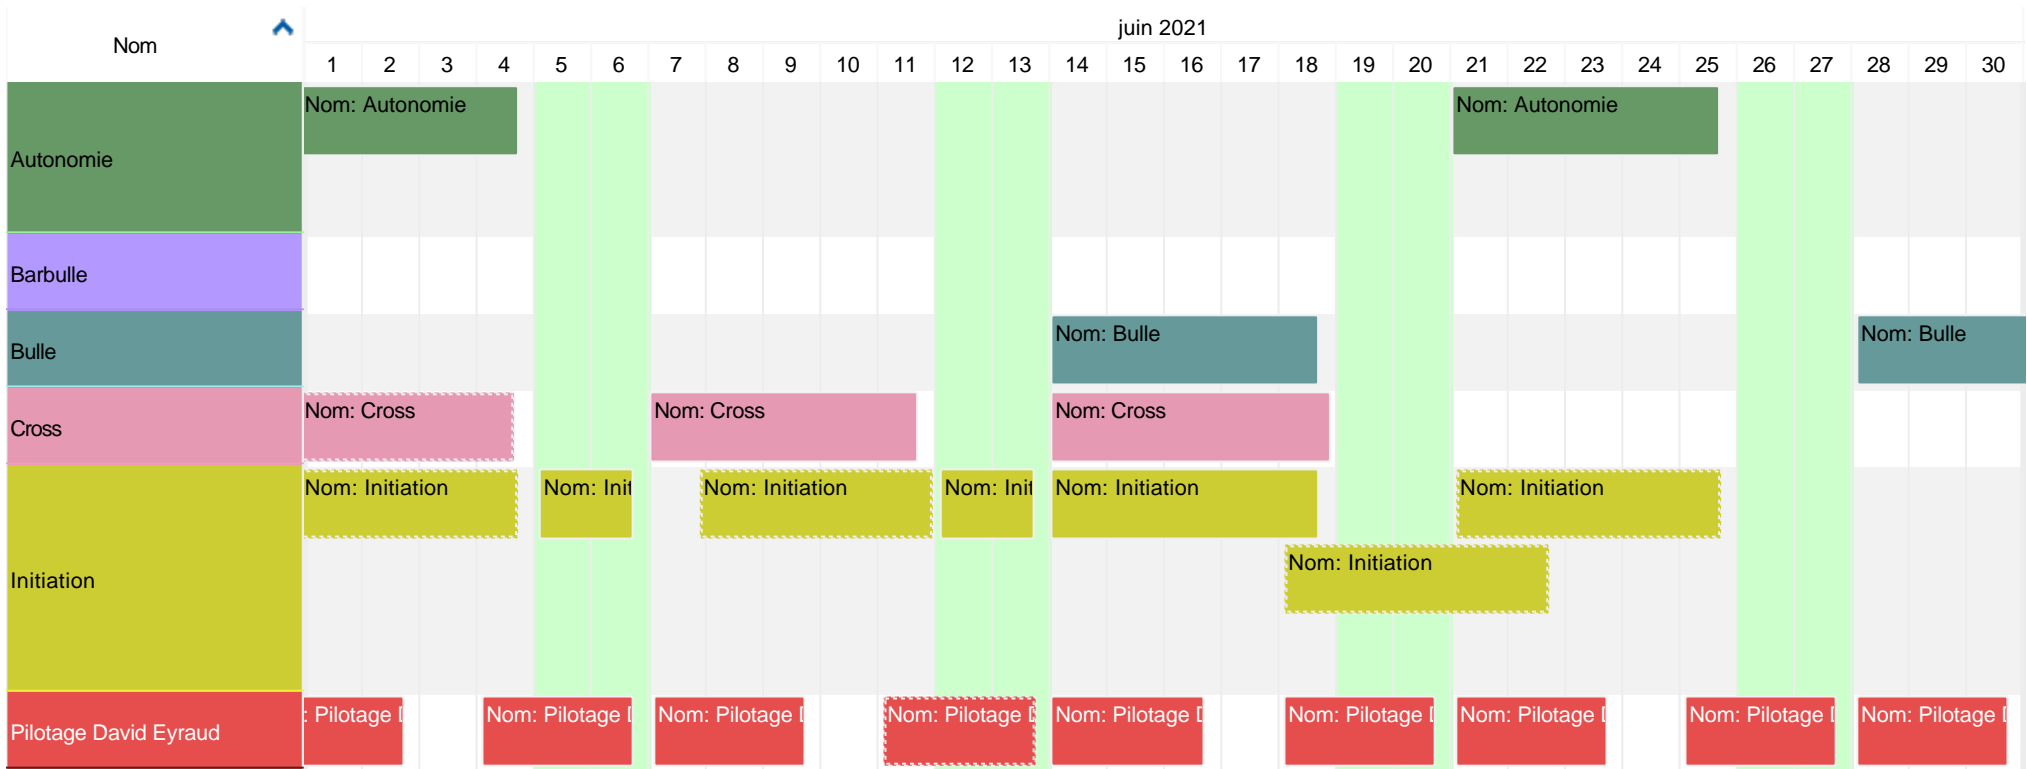 Nom
juin 2021
1 2 3 4 5 6 7 8 9 10 11 12 13 14 15 16 17 18 19 20 21 22 23 24 25 26 27 28 29 30
Autonomie
Nom: Autonomie
Nom: Autonomie
Barbulle
Bulle
Nom: Bulle
Nom: Bulle
Cross
Nom: Cross
Nom: Cross
Nom: Cross
Initiation
Nom: Initiation
Nom: Init
Nom: Initiation
Nom: Init
Nom: Initiation
Nom: Initiation
Nom: Initiation
Pilotage David Eyraud
: Pilotage D
Nom: Pilotage D
Nom: Pilotage D
Nom: Pilotage D
Nom: Pilotage D
Nom: Pilotage D
Nom: Pilotage D
Nom: Pilotage D
Nom: Pilotage D